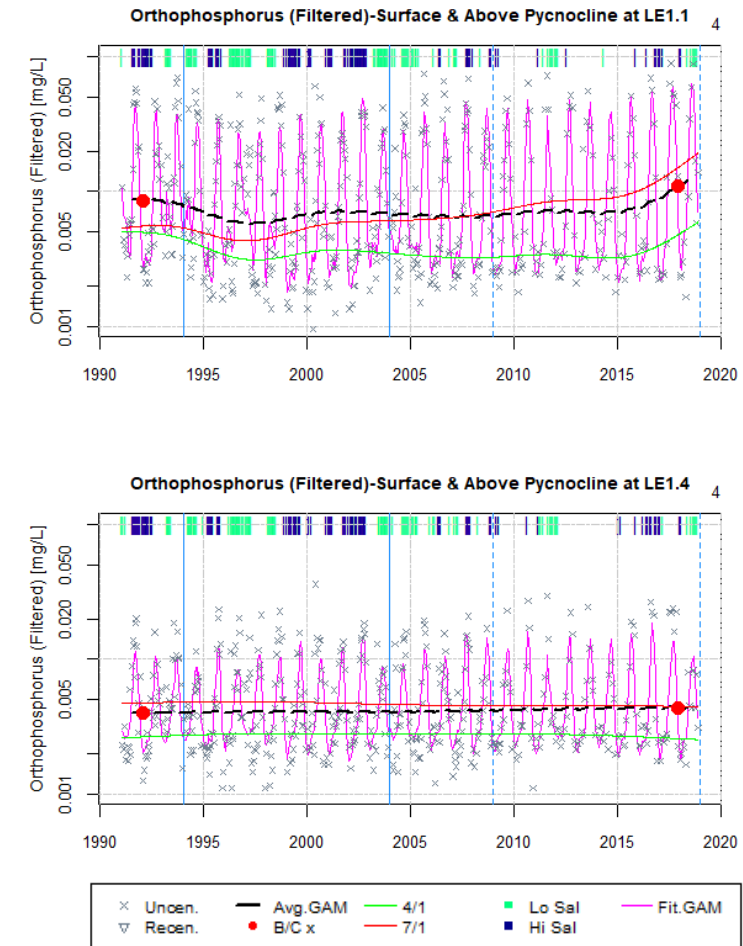 Orthophosphorus (Filtered)-Surface & Above Pycnocline at LE1.1
4
Orthophosphorus (Filtered) [mg/L]
0.050
0.020
0.005
0.001
1990 1995 2000 2005 2010 2015 2020
Orthophosphorus (Filtered)-Surface & Above Pycnocline at LE1.4
4
Orthophosphorus (Filtered) [mg/L]
0.050
0.020
0.005
0.001
1990 1995 2000 2005 2010 2015 2020
Uncen. Avg.GAM 4/1 Lo Sal Fit.GAM
Recen. B/C x 7/1 Hi Sal